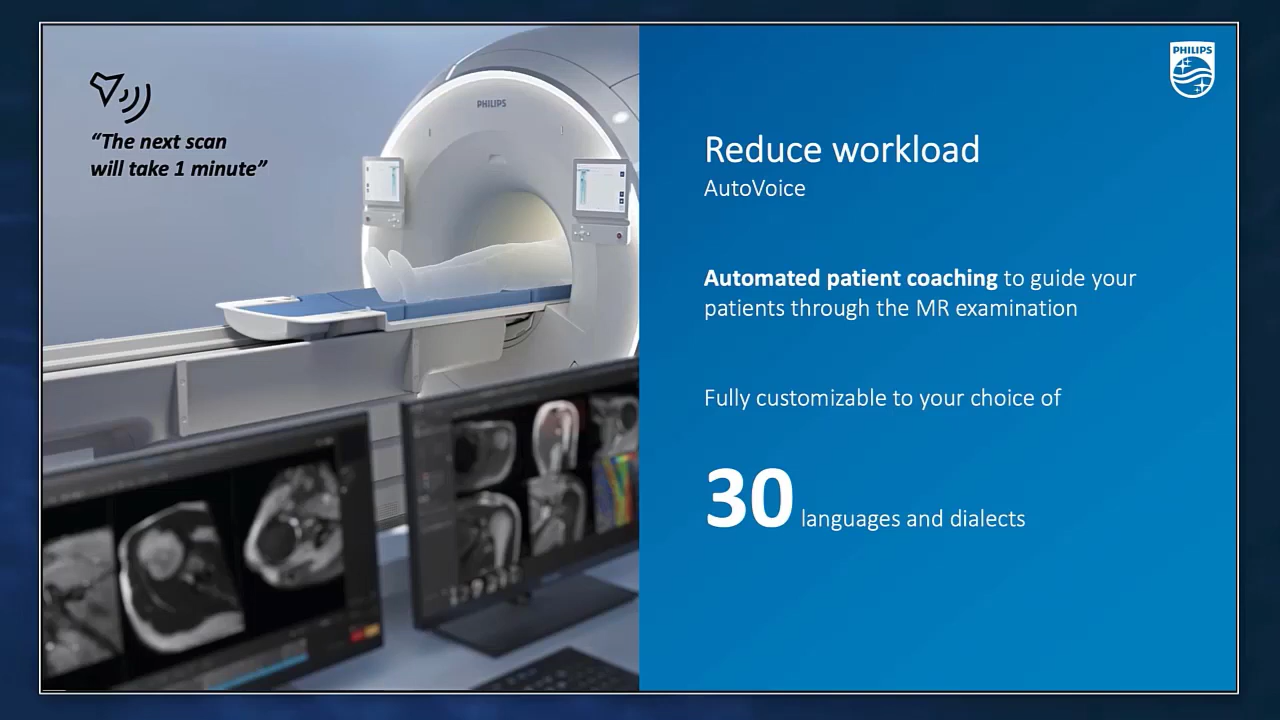 “The next scan
will take 1 minute”
PHILIPS
PHILIPS
Reduce workload
AutoVoice
Automated patient coaching to guide your
patients through the MR examination
Fully customizable to your choice of
30 languages and dialects